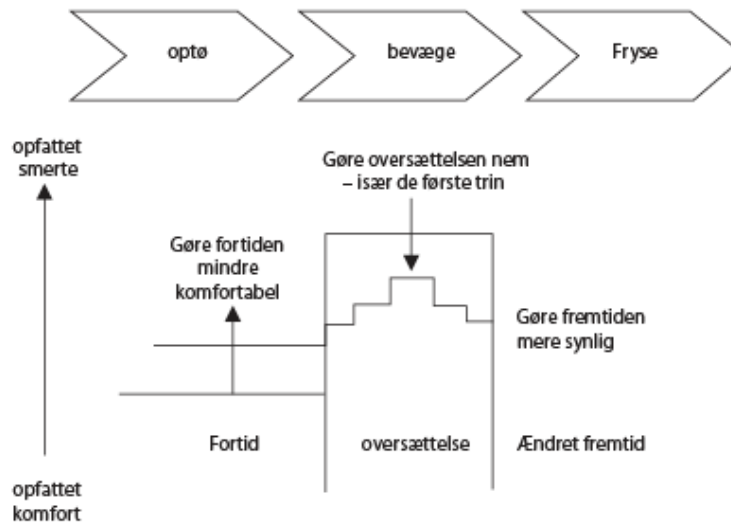 optø
bevæge
Fryse
opfattet
smerte
Gøre oversættelsen nem
– især de første trin
Gøre fortiden
mindre
komfortabel
Gøre fremtiden
mere synlig
Fortid
oversættelse
Ændret fremtid
opfattet
komfort